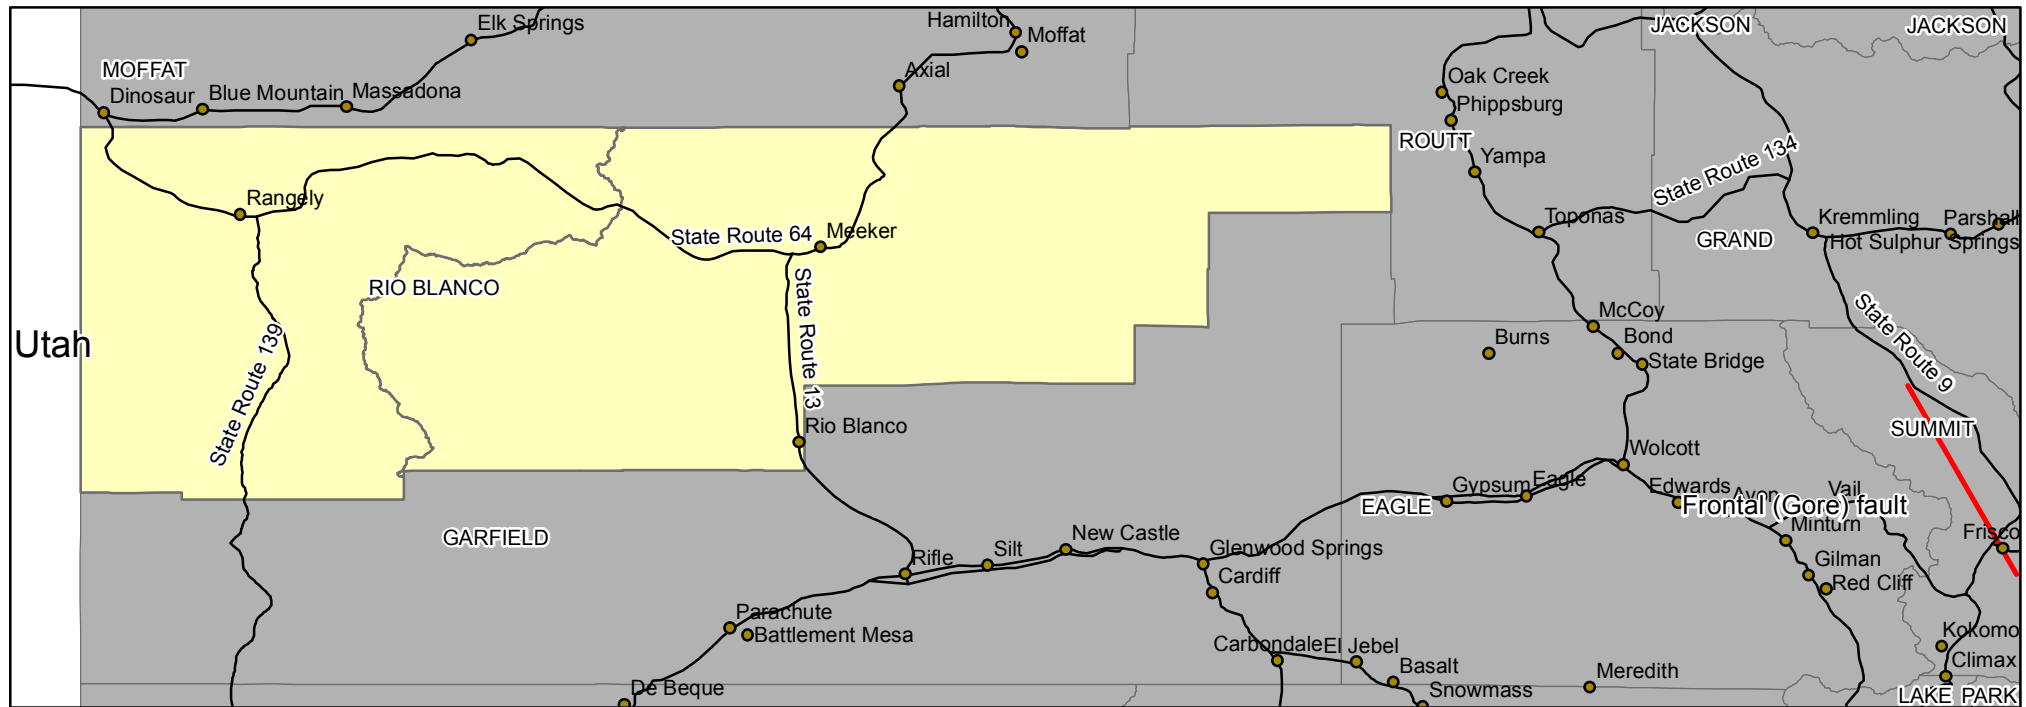 Elk Springs
Hamilton
Moffat
JACKSON
JACKSON
MOFFAT
Axial
Oak Creek
Dinosaur
Blue Mountain
Massadona
Phippsburg
ROUTT
Yampa
State Route 134
Rangely
Toponas
Kremmling
Parshall
State Route 64
Meeker
GRAND
Hot Sulphur Springs
RIO BLANCO
State Route 13
State Route 9
McCoy
Utah
State Route 139
Burns
Bond
State Bridge
Rio Blanco
SUMMIT
Wolcott
Gypsum
Eagle
Edwards
Avon
Vail
EAGLE
Frontal (Gore) fault
Minturn
Frisco
GARFIELD
New Castle
Glenwood Springs
Rifle
Silt
Cardiff
Gilman
Red Cliff
Parachute
Battlement Mesa
Carbondale
El Jebel
Kokomo
Basalt
Meredith
Climax
De Beque
Snowmass
LAKE
PARK